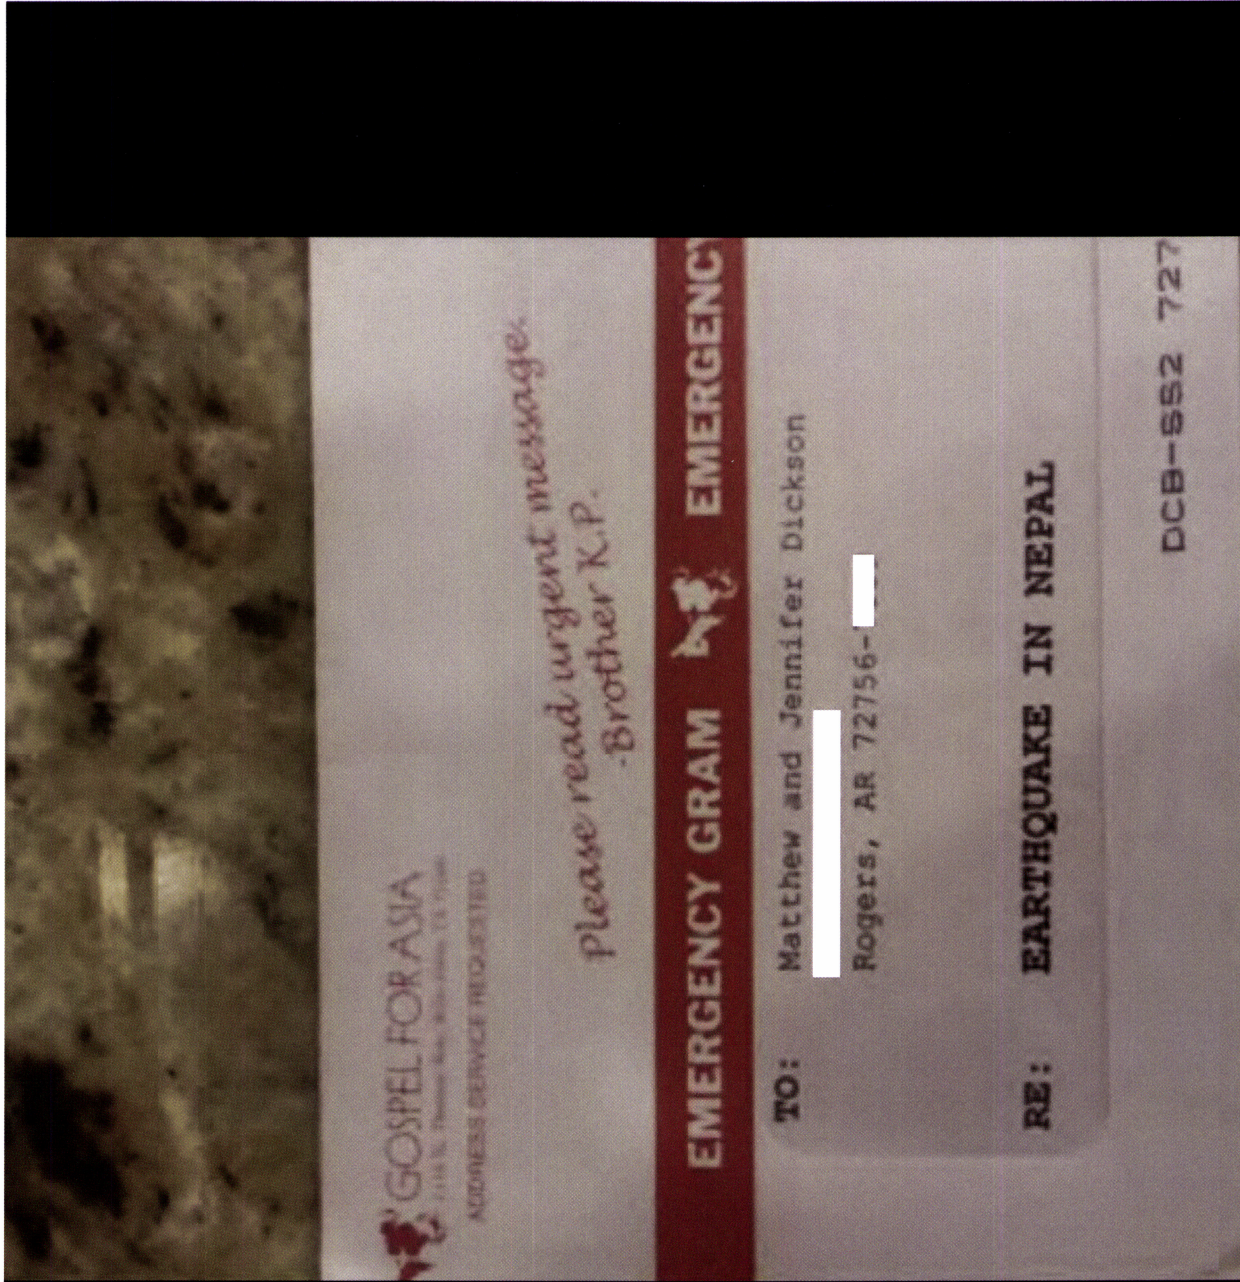 GOSPEL FOR ASIA
ADDRESS SERVICE REQUESTED
Please read urgent message.
-Brother K.P.
EMERGENCY GRAM EMERGENCY
TO: Matthew and Jennifer Dickson
Rogers, AR 72756-
RE: EARTHQUAKE IN NEPAL
DCB-SS2 727